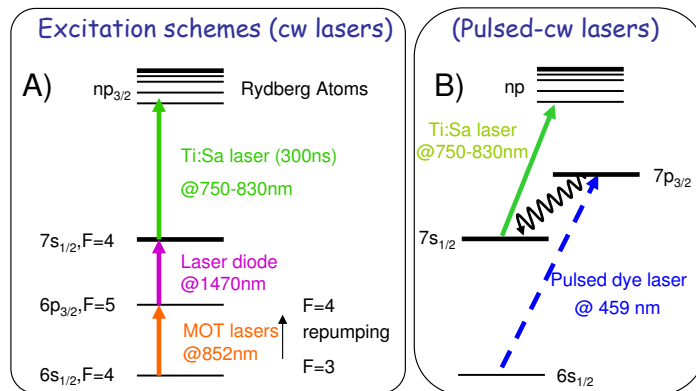 Excitation schemes (cw lasers)
A)
np3/2
Rydberg Atoms
Ti:Sa laser (300ns)
@750-830nm
7s1/2,F=4
Laser diode
@1470nm
6p3/2,F=5
MOT lasers
@852nm
F=4
repumping
F=3
6s1/2,F=4
(Pulsed-cw lasers)
B)
np
Ti:Sa laser
@750-830nm
7p3/2
7s1/2
Pulsed dye laser
@ 459 nm
6s1/2